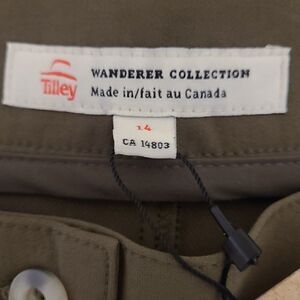 Tilley
WANDERER COLLECTION
Made in/fait au Canada
14
CA 14803